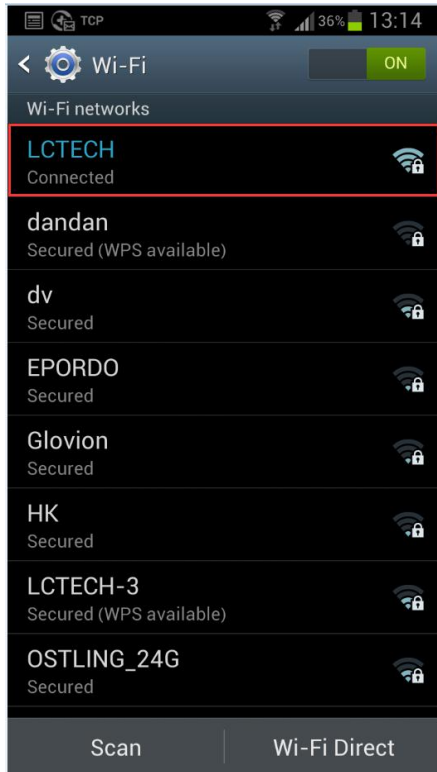 TCP 36% 13:14
Wi-Fi ON
Wi-Fi networks
LCTECH
Connected
dandan
Secured (WPS available)
dv
Secured
EPORDO
Secured
Glovion
Secured
HK
Secured
LCTECH-3
Secured (WPS available)
OSTLING_24G
Secured
Scan Wi-Fi Direct